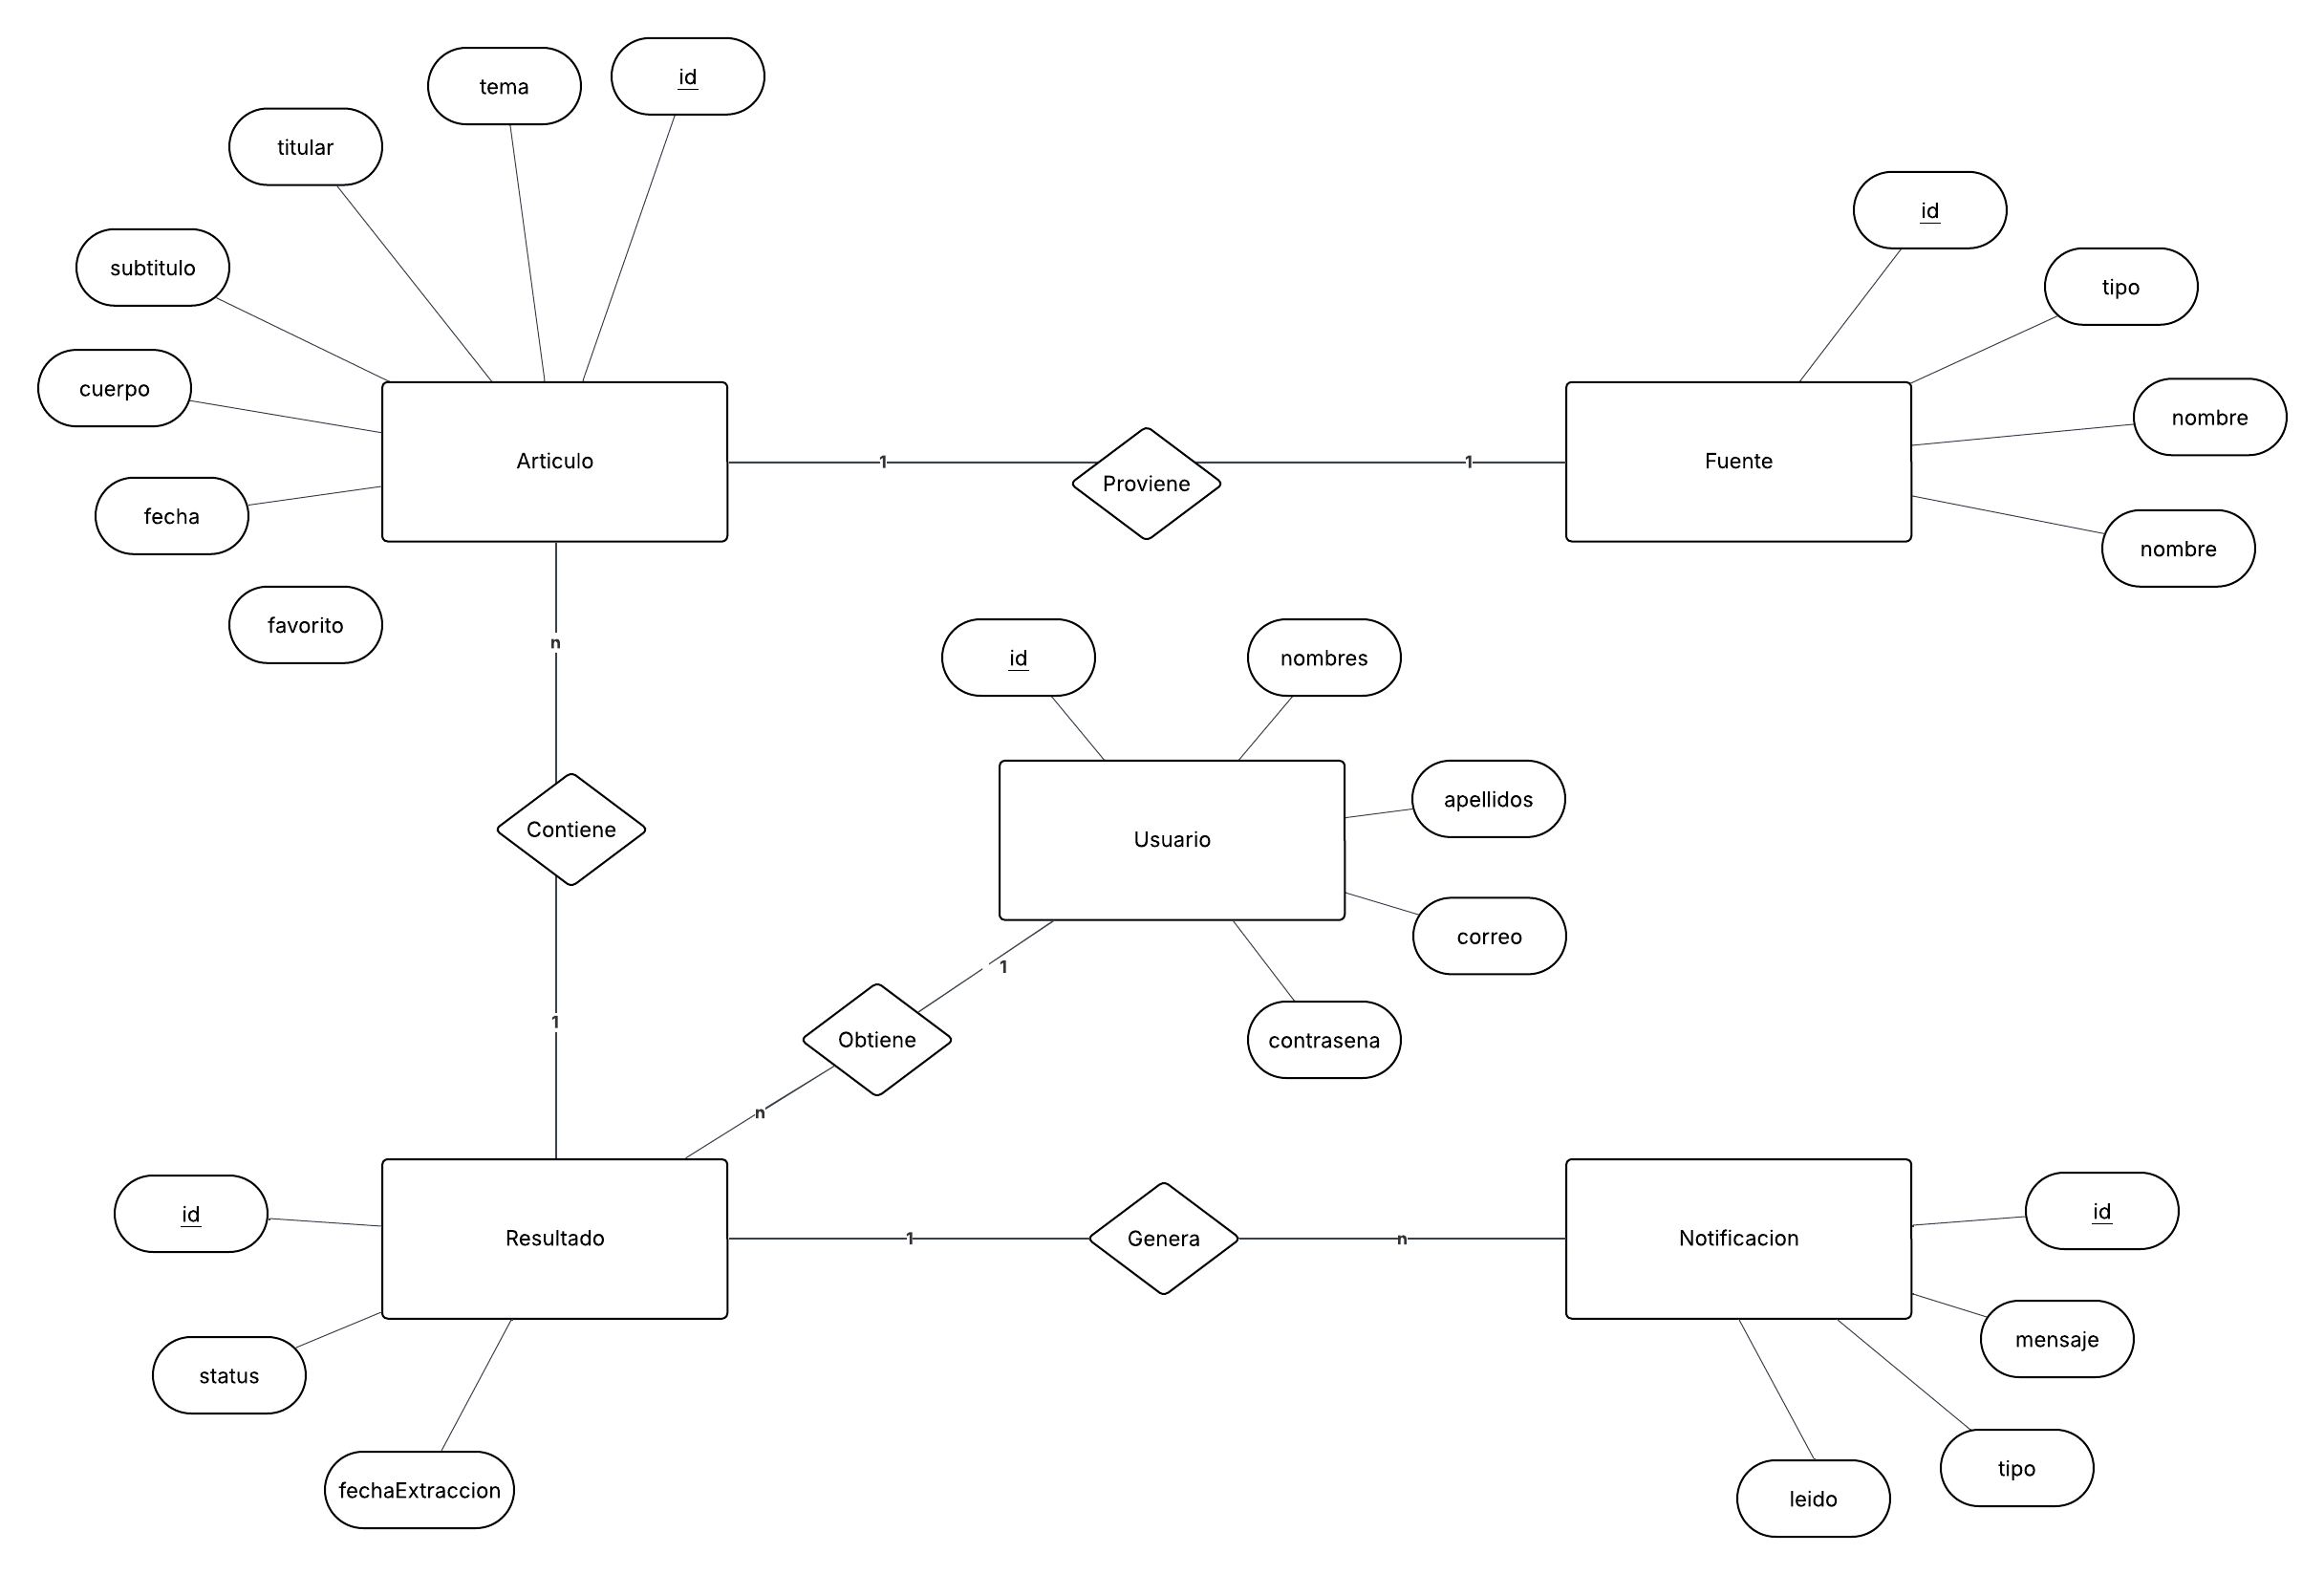 id
tema
titular
id
subtitulo
tipo
cuerpo
nombre
Articulo
1
Proviene
1
Fuente
fecha
nombre
favorito
n
id
nombres
apellidos
Contiene
Usuario
correo
1
1
Obtiene
contrasena
n
id
id
Resultado
1
Genera
n
Notificacion
mensaje
status
tipo
fechaExtraccion
leido